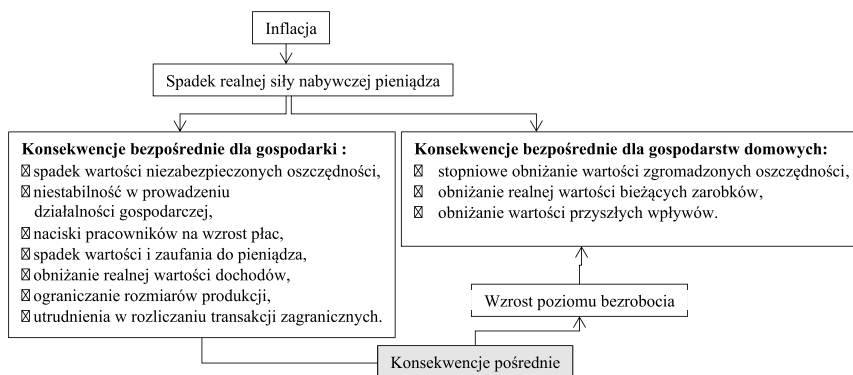 Inflacja
Spadek realnej siły nabywczej pieniądza
Konsekwencje bezpośrednie dla gospodarki :
spadek wartości niezabezpieczonych oszczędności,
niestabilność w prowadzeniu
działalności gospodarczej,
naciski pracowników na wzrost płac,
spadek wartości i zaufania do pieniądza,
obniżanie realnej wartości dochodów,
ograniczanie rozmiarów produkcji,
utrudnienia w rozliczaniu transakcji zagranicznych.
Konsekwencje bezpośrednie dla gospodarstw domowych:
stopniowe obniżanie wartości zgromadzonych oszczędności,
obniżanie realnej wartości bieżących zarobków,
obniżanie wartości przyszłych wpływów.
Wzrost poziomu bezrobocia
Konsekwencje pośrednie